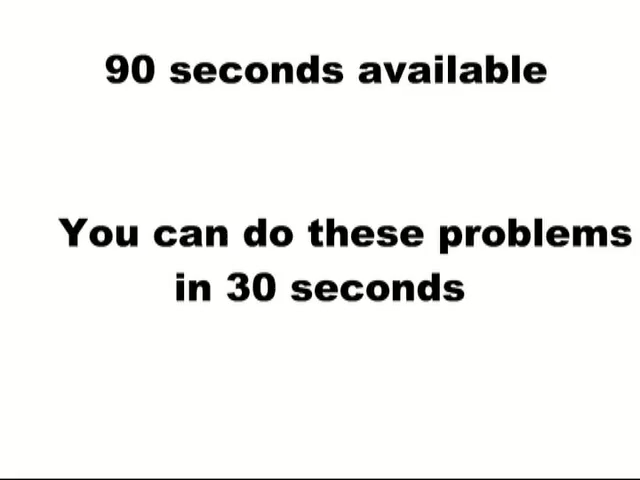 90 seconds available
You can do these problems
in 30 seconds